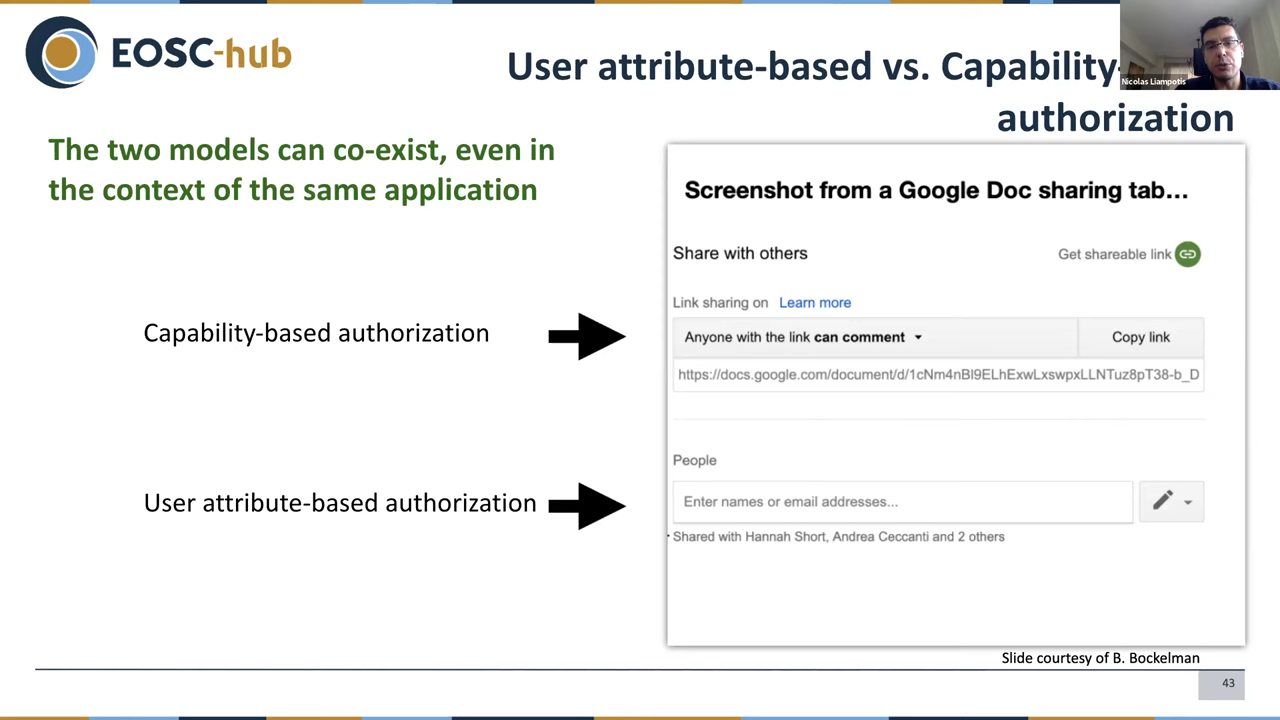 EOSC-hub
User attribute-based vs. Capability-
authorization
Nicolas Liampotis
The two models can co-exist, even in
the context of the same application
Capability-based authorization
User attribute-based authorization
Screenshot from a Google Doc sharing tab...
Share with others
Get shareable link
Link sharing on Learn more
Anyone with the link can comment
Copy link
https://docs.google.com/document/d/1cNm4nBl9ELhExwLxswpxLLNTuz8pT38-b_D
People
Enter names or email addresses...
Shared with Hannah Short, Andrea Ceccanti and 2 others
Slide courtesy of B. Bockelman
43